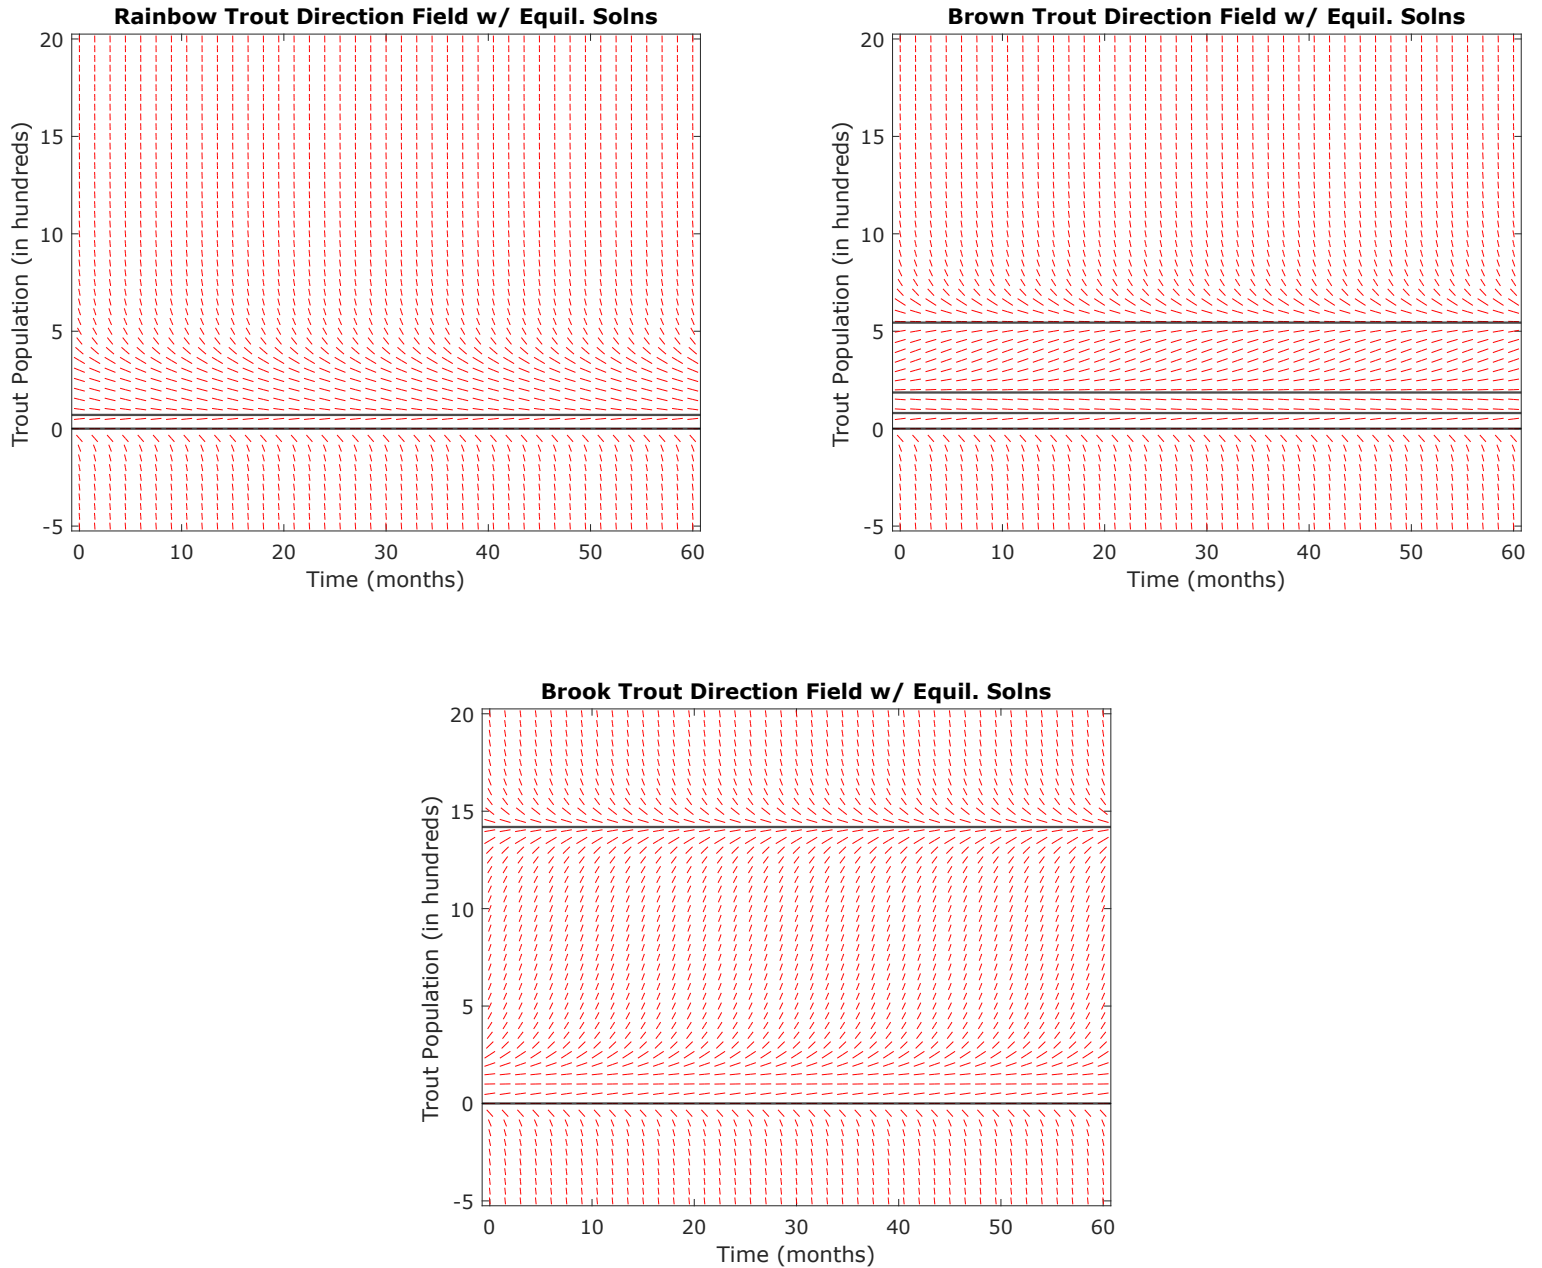 Rainbow Trout Direction Field w/ Equil. Solns
20
15
10
5
0
-5
Trout Population (in hundreds)
0 10 20 30 40 50 60
Time (months)
Brown Trout Direction Field w/ Equil. Solns
20
15
10
5
0
-5
Trout Population (in hundreds)
0 10 20 30 40 50 60
Time (months)
Brook Trout Direction Field w/ Equil. Solns
20
15
10
5
0
-5
Trout Population (in hundreds)
0 10 20 30 40 50 60
Time (months)